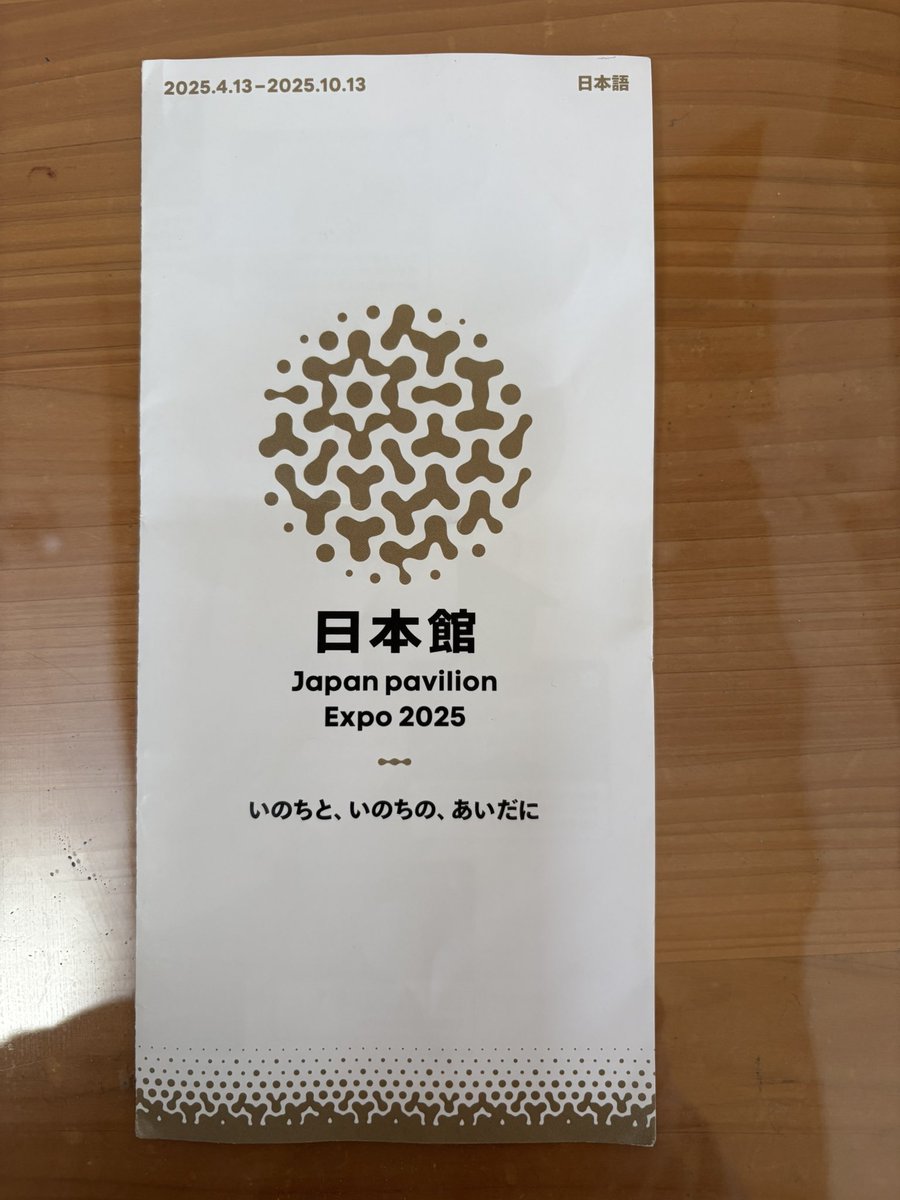 2025.4.13–2025.10.13
日本語
日本館
Japan pavilion
Expo 2025
いのちと、いのちの、あいだに